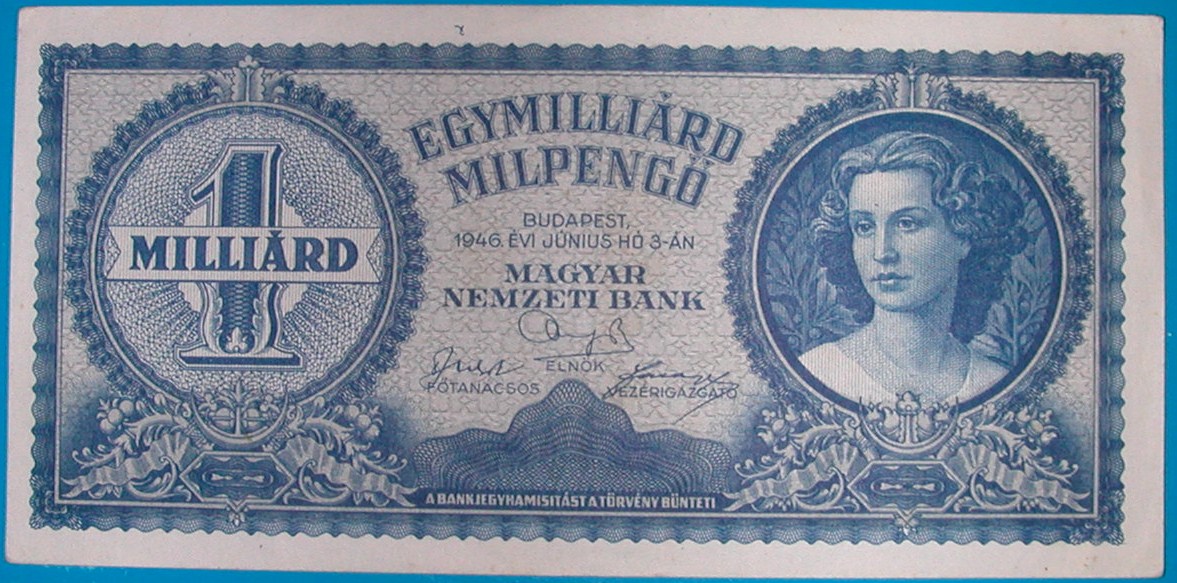 EGYMILLIÁRD
MILPENGŐ
1
MILLIÁRD
BUDAPEST,
1946. ÉVI JÚNIUS HÓ 3-ÁN
MAGYAR
NEMZETI BANK
ELNÖK
FŐTANÁCSOS
VEZÉRIGAZGATÓ
A BANKJEGYHAMISITÁST A TÖRVÉNY BÜNTETI